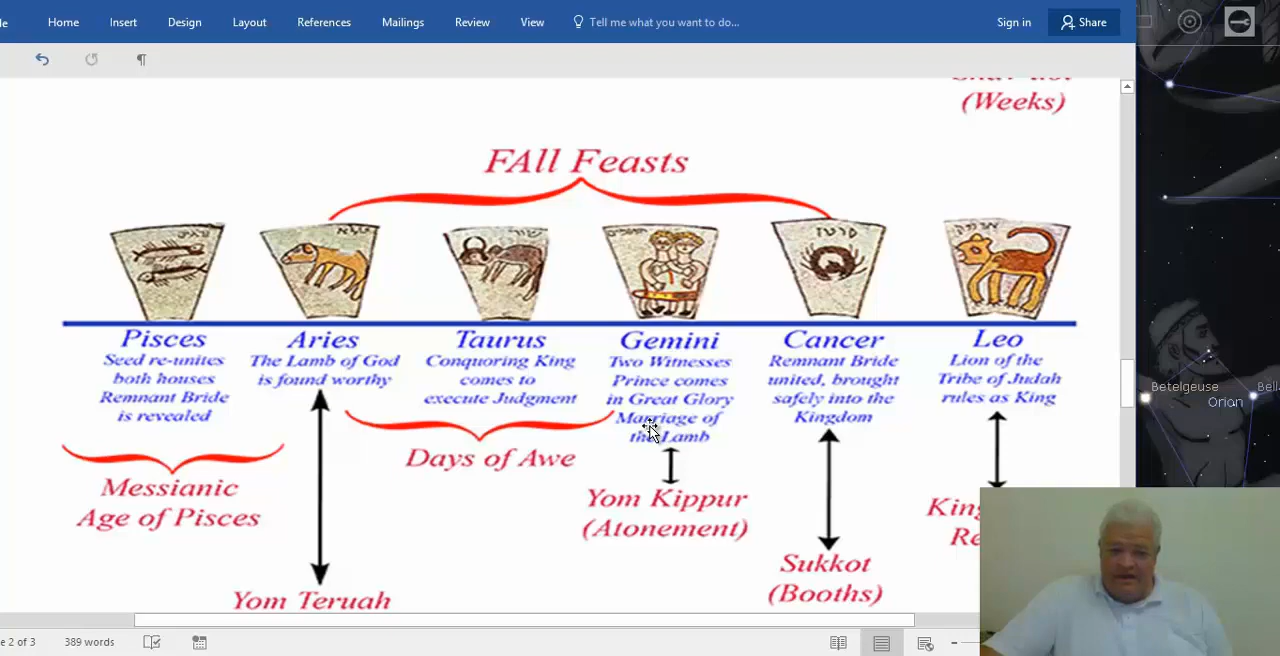 Home Insert Design Layout References Mailings Review View Tell me what you want to do... Sign in Share
(Weeks)
FAll Feasts
Pisces
Seed re-unites
both houses
Remnant Bride
is revealed
Aries
The Lamb of God
is found worthy
Taurus
Conquoring King
comes to
execute Judgment
Gemini
Two Witnesses
Prince comes
in Great Glory
Marriage of
the Lamb
Cancer
Remnant Bride
united, brought
safely into the
Kingdom
Leo
Lion of the
Tribe of Judah
rules as King
Messianic
Age of Pisces
Days of Awe
Yom Teruah
Yom Kippur
(Atonement)
Sukkot
(Booths)
Betelgeuse
Orion
2 of 3 389 words